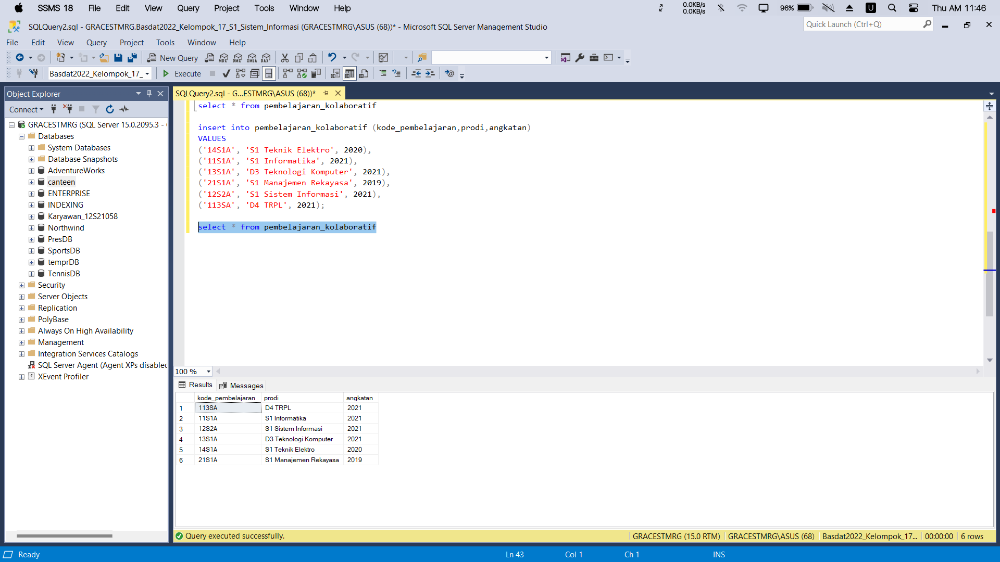 SSMS 18 File Edit View Query Project Tools Window Help 0.0KB/s 0.0KB/s 96% U Thu AM 11:46
SQLQuery2.sql - GRACESTMRG.Basdat2022_Kelompok_17_S1_Sistem_Informasi (GRACESTMRG\ASUS (68))* - Microsoft SQL Server Management Studio
Quick Launch (Ctrl+Q)
File Edit View Query Project Tools Window Help
New Query MDX DMX XMLA DAX
Basdat2022_Kelompok_17_ Execute
Object Explorer
Connect
GRACESTMRG (SQL Server 15.0.2095.3 -
Databases
System Databases
Database Snapshots
AdventureWorks
canteen
ENTERPRISE
INDEXING
Karyawan_12S21058
Northwind
PresDB
SportsDB
temprDB
TennisDB
Security
Server Objects
Replication
PolyBase
Always On High Availability
Management
Integration Services Catalogs
SQL Server Agent (Agent XPs disabled
XEvent Profiler
SQLQuery2.sql - G...ESTMRG\ASUS (68))*
select * from pembelajaran_kolaboratif
insert into pembelajaran_kolaboratif (kode_pembelajaran,prodi,angkatan)
VALUES
('14S1A', 'S1 Teknik Elektro', 2020),
('11S1A', 'S1 Informatika', 2021),
('13S1A', 'D3 Teknologi Komputer', 2021),
('21S1A', 'S1 Manajemen Rekayasa', 2019),
('12S2A', 'S1 Sistem Informasi', 2021),
('113SA', 'D4 TRPL', 2021);
select * from pembelajaran_kolaboratif
100 %
Results Messages
kode_pembelajaran prodi angkatan
1 113SA D4 TRPL 2021
2 11S1A S1 Informatika 2021
3 12S2A S1 Sistem Informasi 2021
4 13S1A D3 Teknologi Komputer 2021
5 14S1A S1 Teknik Elektro 2020
6 21S1A S1 Manajemen Rekayasa 2019
Query executed successfully. GRACESTMRG (15.0 RTM) GRACESTMRG\ASUS (68) Basdat2022_Kelompok_17... 00:00:00 6 rows
Ready Ln 43 Col 1 Ch 1 INS